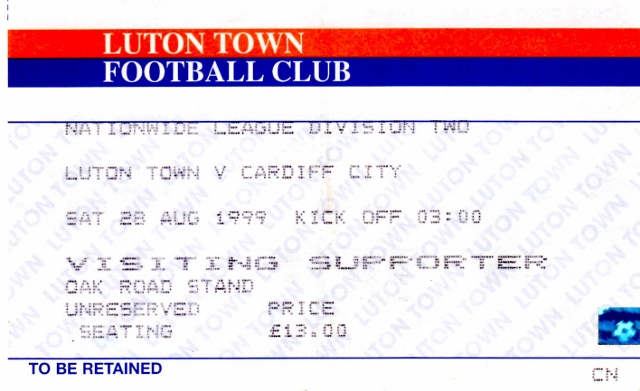 LUTON TOWN
FOOTBALL CLUB
NATIONWIDE LEAGUE DIVISION TWO
LUTON TOWN V CARDIFF CITY
SAT 28 AUG 1999 KICK OFF 03:00
VISITING SUPPORTER
OAK ROAD STAND
UNRESERVED PRICE
SEATING £13.00
TO BE RETAINED
CN